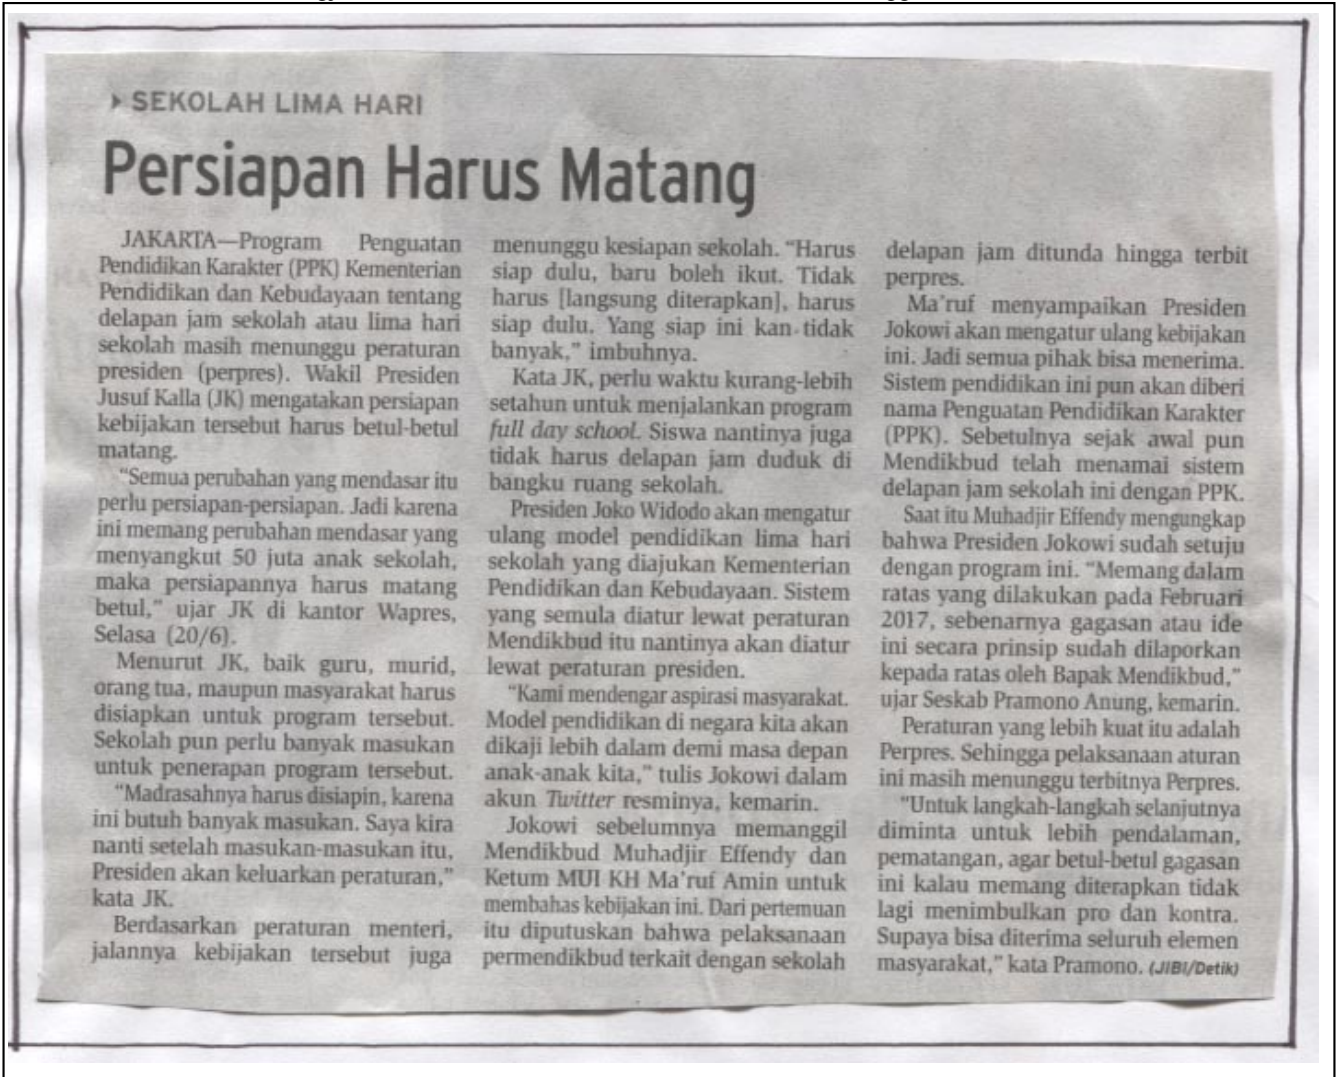 SEKOLAH LIMA HARI
Persiapan Harus Matang
JAKARTA—Program Penguatan
Pendidikan Karakter (PPK) Kementerian
Pendidikan dan Kebudayaan tentang
delapan jam sekolah atau lima hari
sekolah masih menunggu peraturan
presiden (perpres). Wakil Presiden
Jusuf Kalla (JK) mengatakan persiapan
kebijakan tersebut harus betul-betul
matang.
"Semua perubahan yang mendasar itu
perlu persiapan-persiapan. Jadi karena
ini memang perubahan mendasar yang
menyangkut 50 juta anak sekolah,
maka persiapannya harus matang
betul," ujar JK di kantor Wapres,
Selasa (20/6).
Menurut JK, baik guru, murid,
orang tua, maupun masyarakat harus
disiapkan untuk program tersebut.
Sekolah pun perlu banyak masukan
untuk penerapan program tersebut.
"Madrasahnya harus disiapin, karena
ini butuh banyak masukan. Saya kira
nanti setelah masukan-masukan itu,
Presiden akan keluarkan peraturan,"
kata JK.
Berdasarkan peraturan menteri,
jalannya kebijakan tersebut juga
menunggu kesiapan sekolah. "Harus
siap dulu, baru boleh ikut. Tidak
harus [langsung diterapkan], harus
siap dulu. Yang siap ini kan tidak
banyak," imbuhnya.
Kata JK, perlu waktu kurang-lebih
setahun untuk menjalankan program
full day school. Siswa nantinya juga
tidak harus delapan jam duduk di
bangku ruang sekolah.
Presiden Joko Widodo akan mengatur
ulang model pendidikan lima hari
sekolah yang diajukan Kementerian
Pendidikan dan Kebudayaan. Sistem
yang semula diatur lewat peraturan
Mendikbud itu nantinya akan diatur
lewat peraturan presiden.
"Kami mendengar aspirasi masyarakat.
Model pendidikan di negara kita akan
dikaji lebih dalam demi masa depan
anak-anak kita," tulis Jokowi dalam
akun Twitter resminya, kemarin.
Jokowi sebelumnya memanggil
Mendikbud Muhadjir Effendy dan
Ketum MUI KH Ma'ruf Amin untuk
membahas kebijakan ini. Dari pertemuan
itu diputuskan bahwa pelaksanaan
permendikbud terkait dengan sekolah
delapan jam ditunda hingga terbit
perpres.
Ma'ruf menyampaikan Presiden
Jokowi akan mengatur ulang kebijakan
ini. Jadi semua pihak bisa menerima.
Sistem pendidikan ini pun akan diberi
nama Penguatan Pendidikan Karakter
(PPK). Sebetulnya sejak awal pun
Mendikbud telah menamai sistem
delapan jam sekolah ini dengan PPK.
Saat itu Muhadjir Effendy mengungkap
bahwa Presiden Jokowi sudah setuju
dengan program ini. "Memang dalam
ratas yang dilakukan pada Februari
2017, sebenarnya gagasan atau ide
ini secara prinsip sudah dilaporkan
kepada ratas oleh Bapak Mendikbud,"
ujar Seskab Pramono Anung, kemarin.
Peraturan yang lebih kuat itu adalah
Perpres. Sehingga pelaksanaan aturan
ini masih menunggu terbitnya Perpres.
"Untuk langkah-langkah selanjutnya
diminta untuk lebih pendalaman,
pematangan, agar betul-betul gagasan
ini kalau memang diterapkan tidak
lagi menimbulkan pro dan kontra.
Supaya bisa diterima seluruh elemen
masyarakat," kata Pramono. (JIBI/Detik)